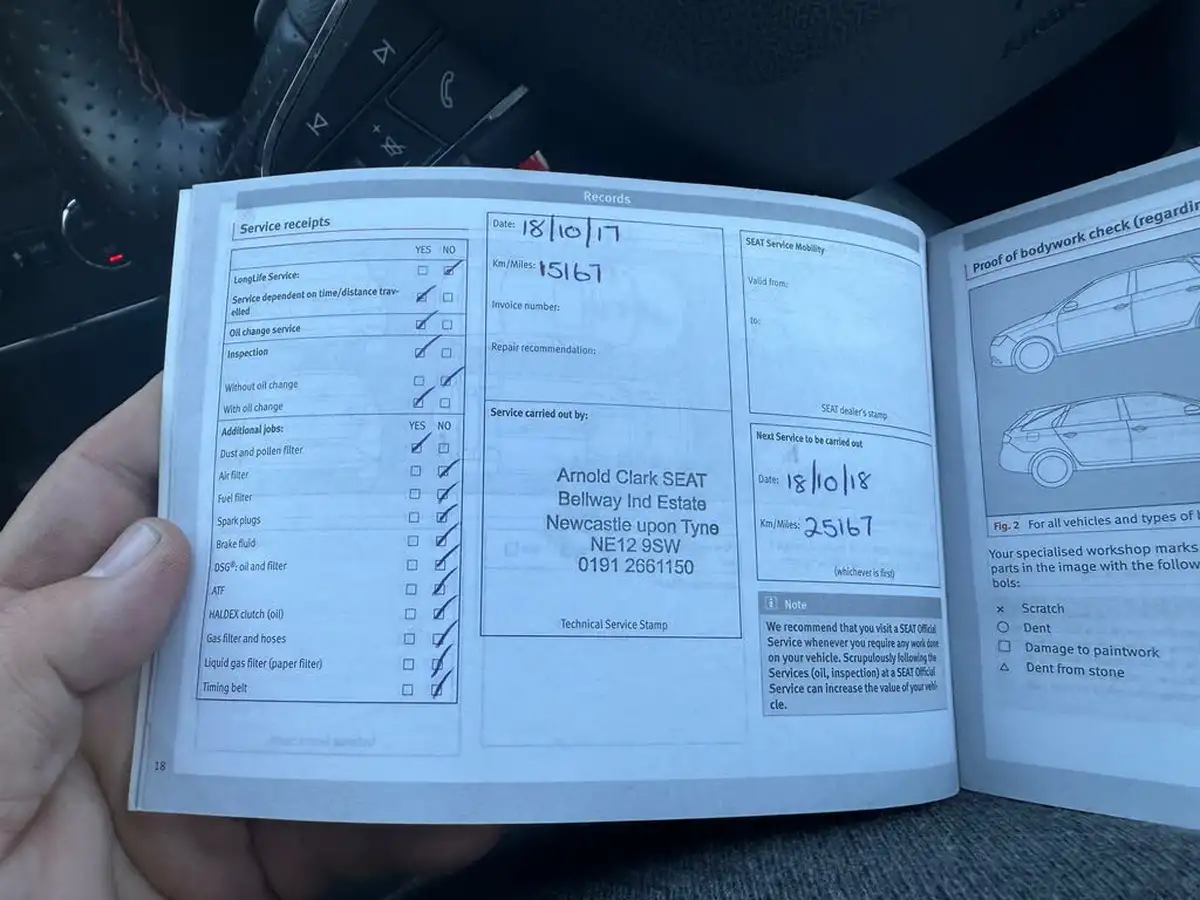 Records
Service receipts
YES NO
LongLife Service:
Service dependent on time/distance trav-
elled
Oil change service
Inspection
Without oil change
With oil change
Additional jobs: YES NO
Dust and pollen filter
Air filter
Fuel filter
Spark plugs
Brake fluid
DSG®: oil and filter
ATF
HALDEX clutch (oil)
Gas filter and hoses
Liquid gas filter (paper filter)
Timing belt
18
Date: 18/10/17
Km/Miles: 15167
Invoice number:
Repair recommendation:
Service carried out by:
Arnold Clark SEAT
Bellway Ind Estate
Newcastle upon Tyne
NE12 9SW
0191 2661150
Technical Service Stamp
SEAT Service Mobility
Valid from:
to:
SEAT dealer's stamp
Next Service to be carried out
Date: 18/10/18
Km/Miles: 25167
(whichever is first)
i Note
We recommend that you visit a SEAT Official
Service whenever you require any work done
on your vehicle. Scrupulously following the
Services (oil, inspection) at a SEAT Official
Service can increase the value of your vehi-
cle.
Proof of bodywork check (regardin
Fig. 2 For all vehicles and types of
Your specialised workshop marks
parts in the image with the follow
bols:
× Scratch
○ Dent
□ Damage to paintwork
△ Dent from stone